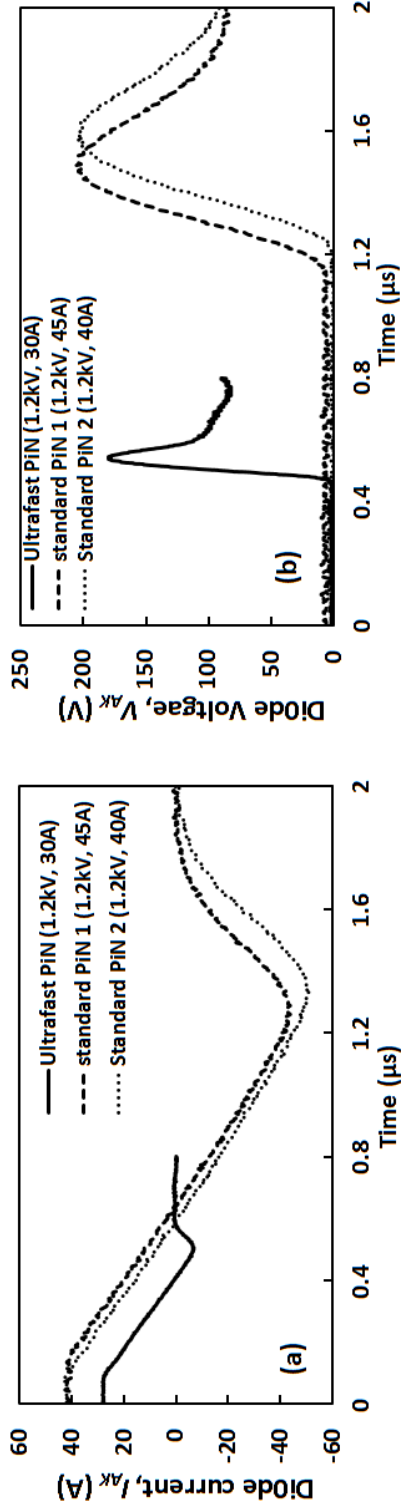 60
40
20
0
-20
-40
-60
Di0de current, IAK (A)
Ultrafast PiN (1.2kV, 30A)
standard PiN 1 (1.2kV, 45A)
Standard PiN 2 (1.2kV, 40A)
(a)
0
0.4
0.8
1.2
1.6
2
Time (μs)
250
200
150
100
50
0
Di0de Voltgae, VAK (V)
Ultrafast PiN (1.2kV, 30A)
standard PiN 1 (1.2kV, 45A)
Standard PiN 2 (1.2kV, 40A)
(b)
0
0.4
0.8
1.2
1.6
2
Time (μs)